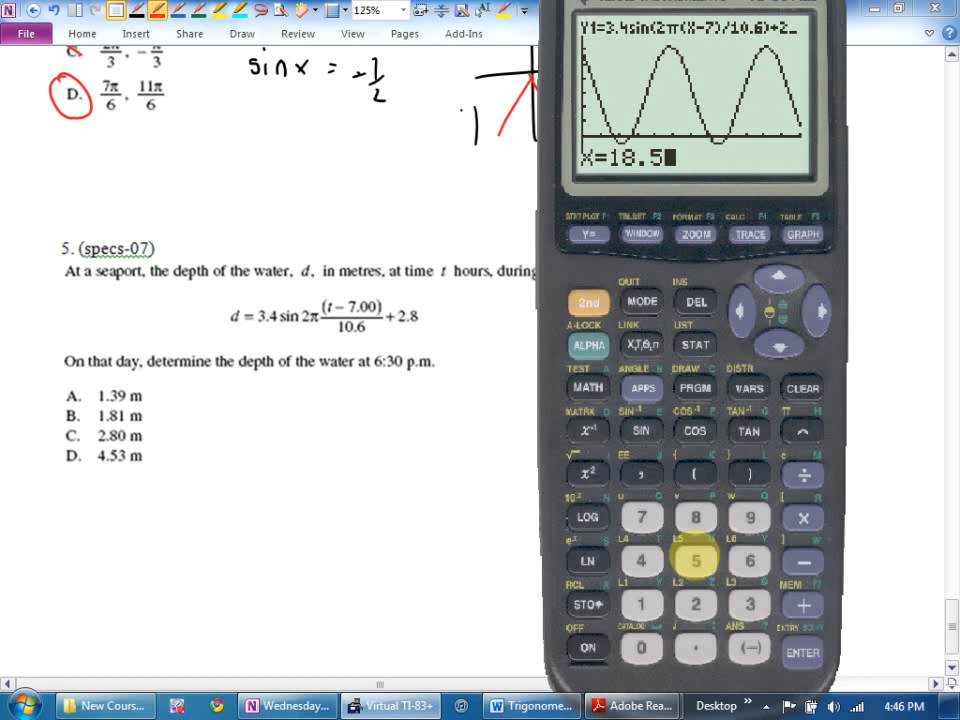 125%
File Home Insert Share Draw Review Pages View Add-Ins
C. 2π/3, -π/3
sin x = -1/2
D. 7π/6, 11π/6
5. (specs-07)
At a seaport, the depth of the water, d, in metres, at time t hours, during
d = 3.4 sin 2π (t − 7.00)/10.6 + 2.8
On that day, determine the depth of the water at 6:30 p.m.
A. 1.39 m
B. 1.81 m
C. 2.80 m
D. 4.53 m
Y1=3.4sin(2π(X-7)/10.6)+2…
X=18.5
STAT PLOT F1 TBLSET F2 FORMAT F3 CALC F4 TABLE F5
Y= WINDOW ZOOM TRACE GRAPH
QUIT INS
2nd MODE DEL
A-LOCK LINK LIST
ALPHA X,T,Θ,n STAT
TEST A ANGLE B DRAW C DISTR
MATH APPS PRGM VARS CLEAR
MATRX D SIN⁻¹ E COS⁻¹ F TAN⁻¹ G π H
x⁻¹ SIN COS TAN ^
√ I EE J { K } L e M
x² , ( ) ÷
10ˣ N u O v P w Q [ R
LOG 7 8 9 ×
eˣ S L4 T L5 U L6 V ] W
LN 4 5 6 −
RCL X L1 Y L2 Z L3 Θ MEM "
STO➔ 1 2 3 +
OFF CATALOG ANS ? ENTRY SOLVE
ON 0 . (−) ENTER
New Cours... Wednesday... Virtual TI-83+ Trigonome... Adobe Rea... Desktop » 4:46 PM